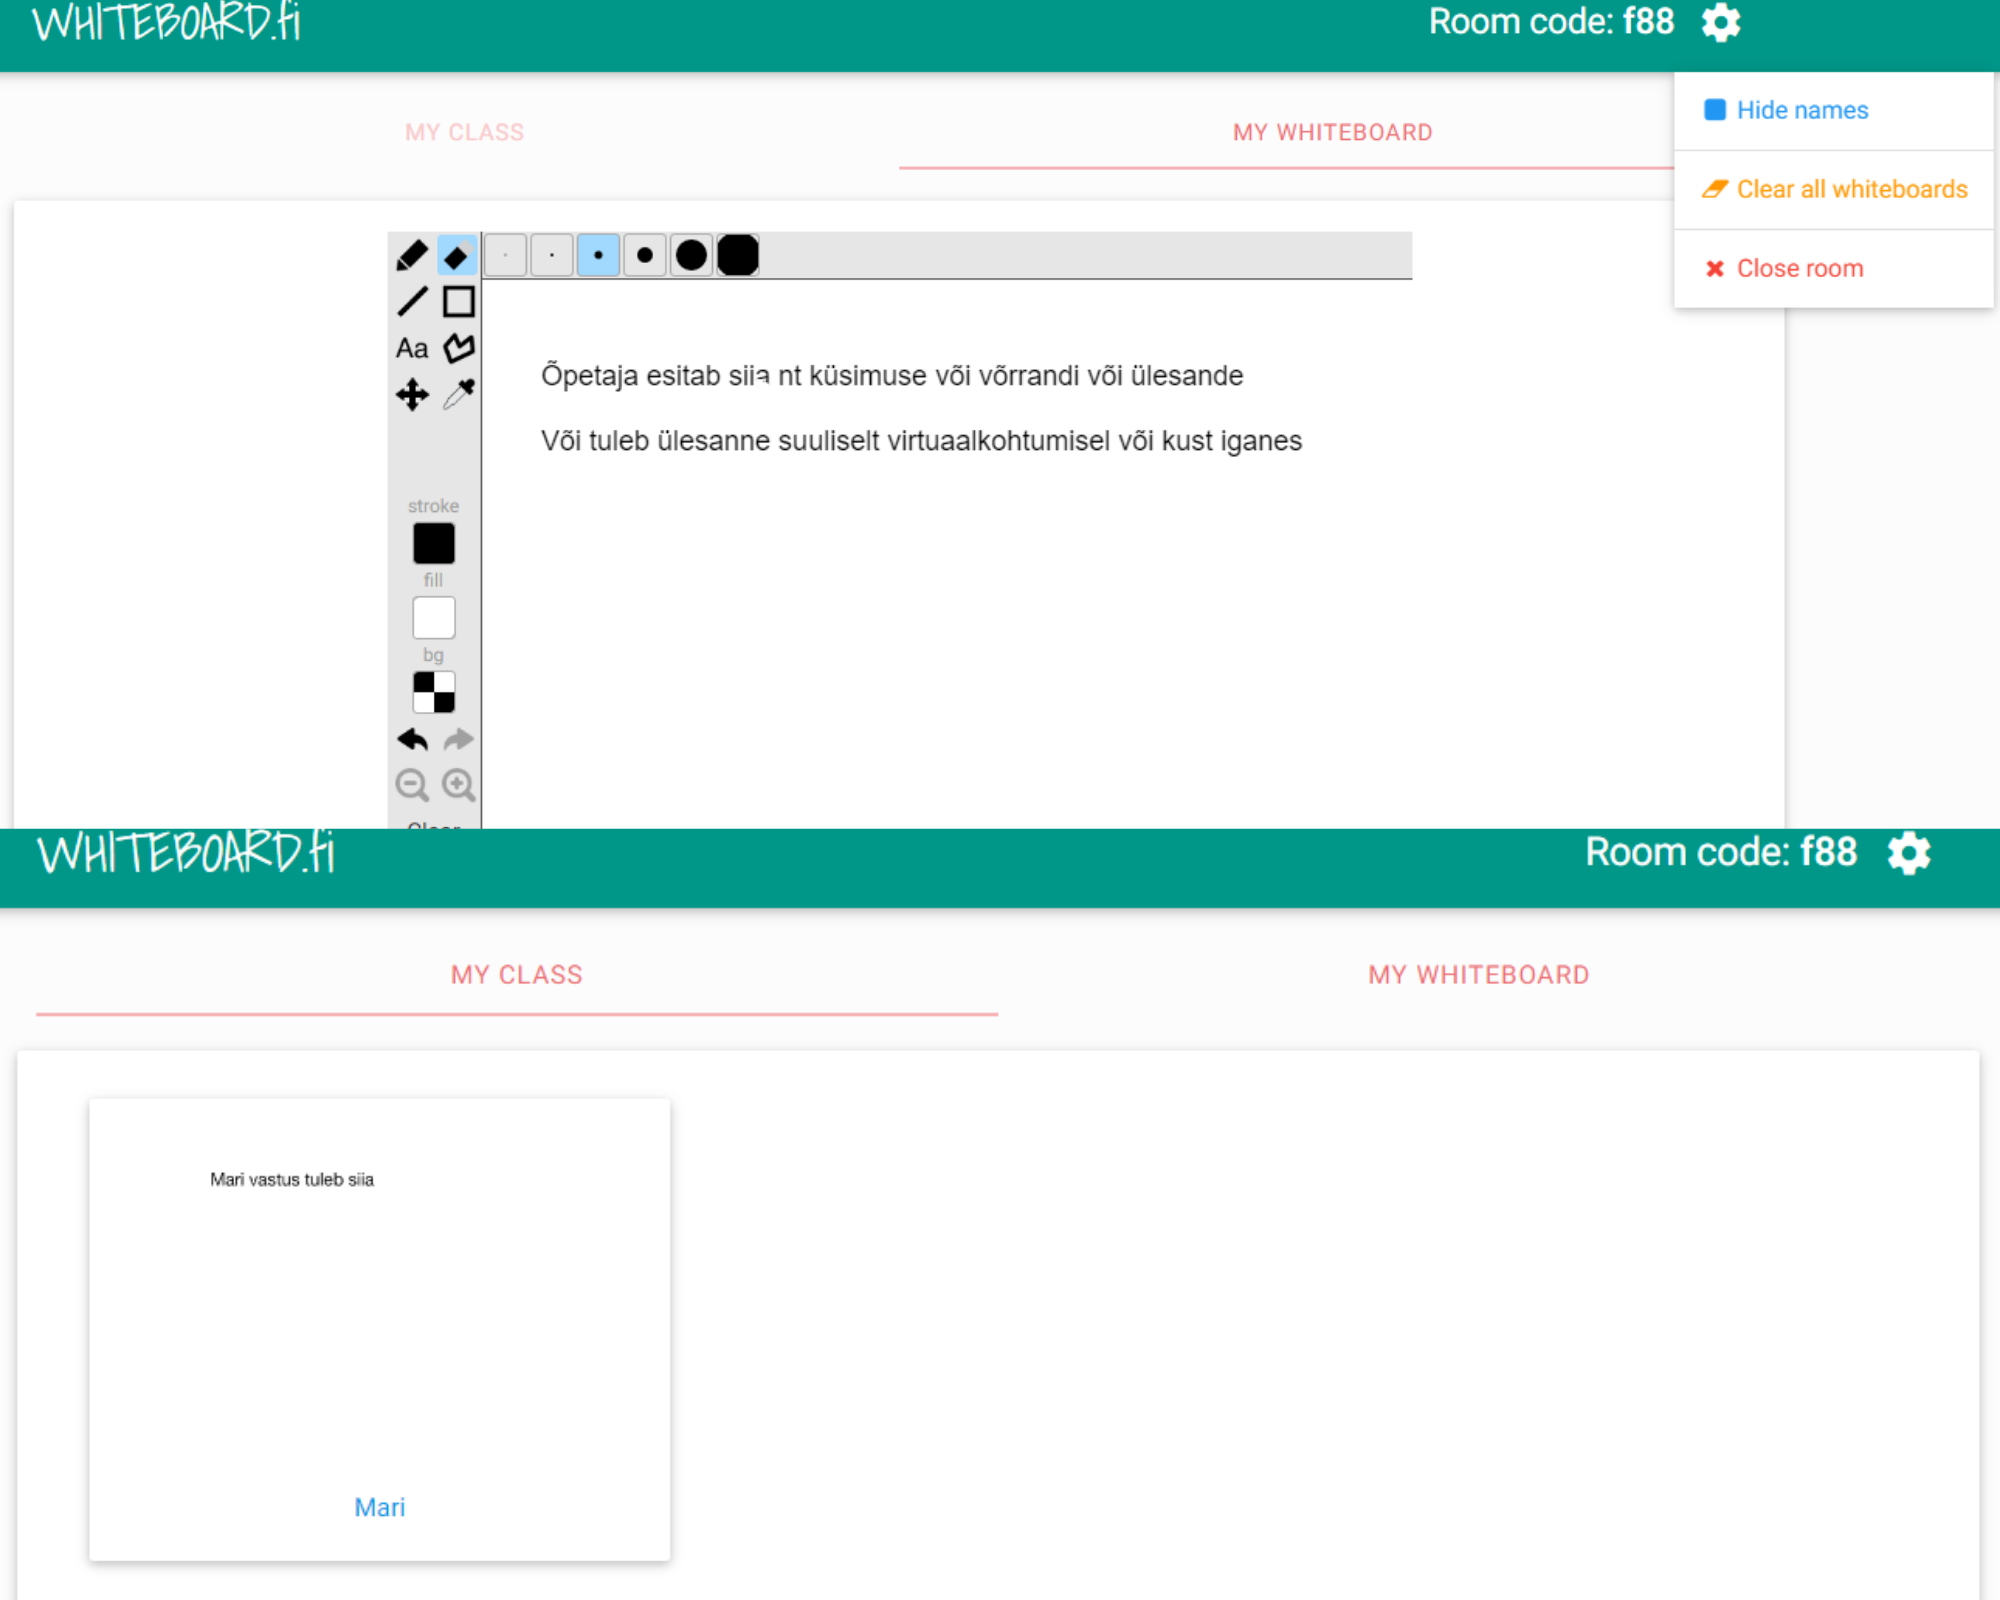 WHITEBOARD.fi
Room code: f88
MY CLASS
MY WHITEBOARD
Hide names
Clear all whiteboards
Close room
Aa
Õpetaja esitab siia nt küsimuse või võrrandi või ülesande
Või tuleb ülesanne suuliselt virtuaalkohtumisel või kust iganes
stroke
fill
bg
Clear
WHITEBOARD.fi
Room code: f88
MY CLASS
MY WHITEBOARD
Mari vastus tuleb siia
Mari